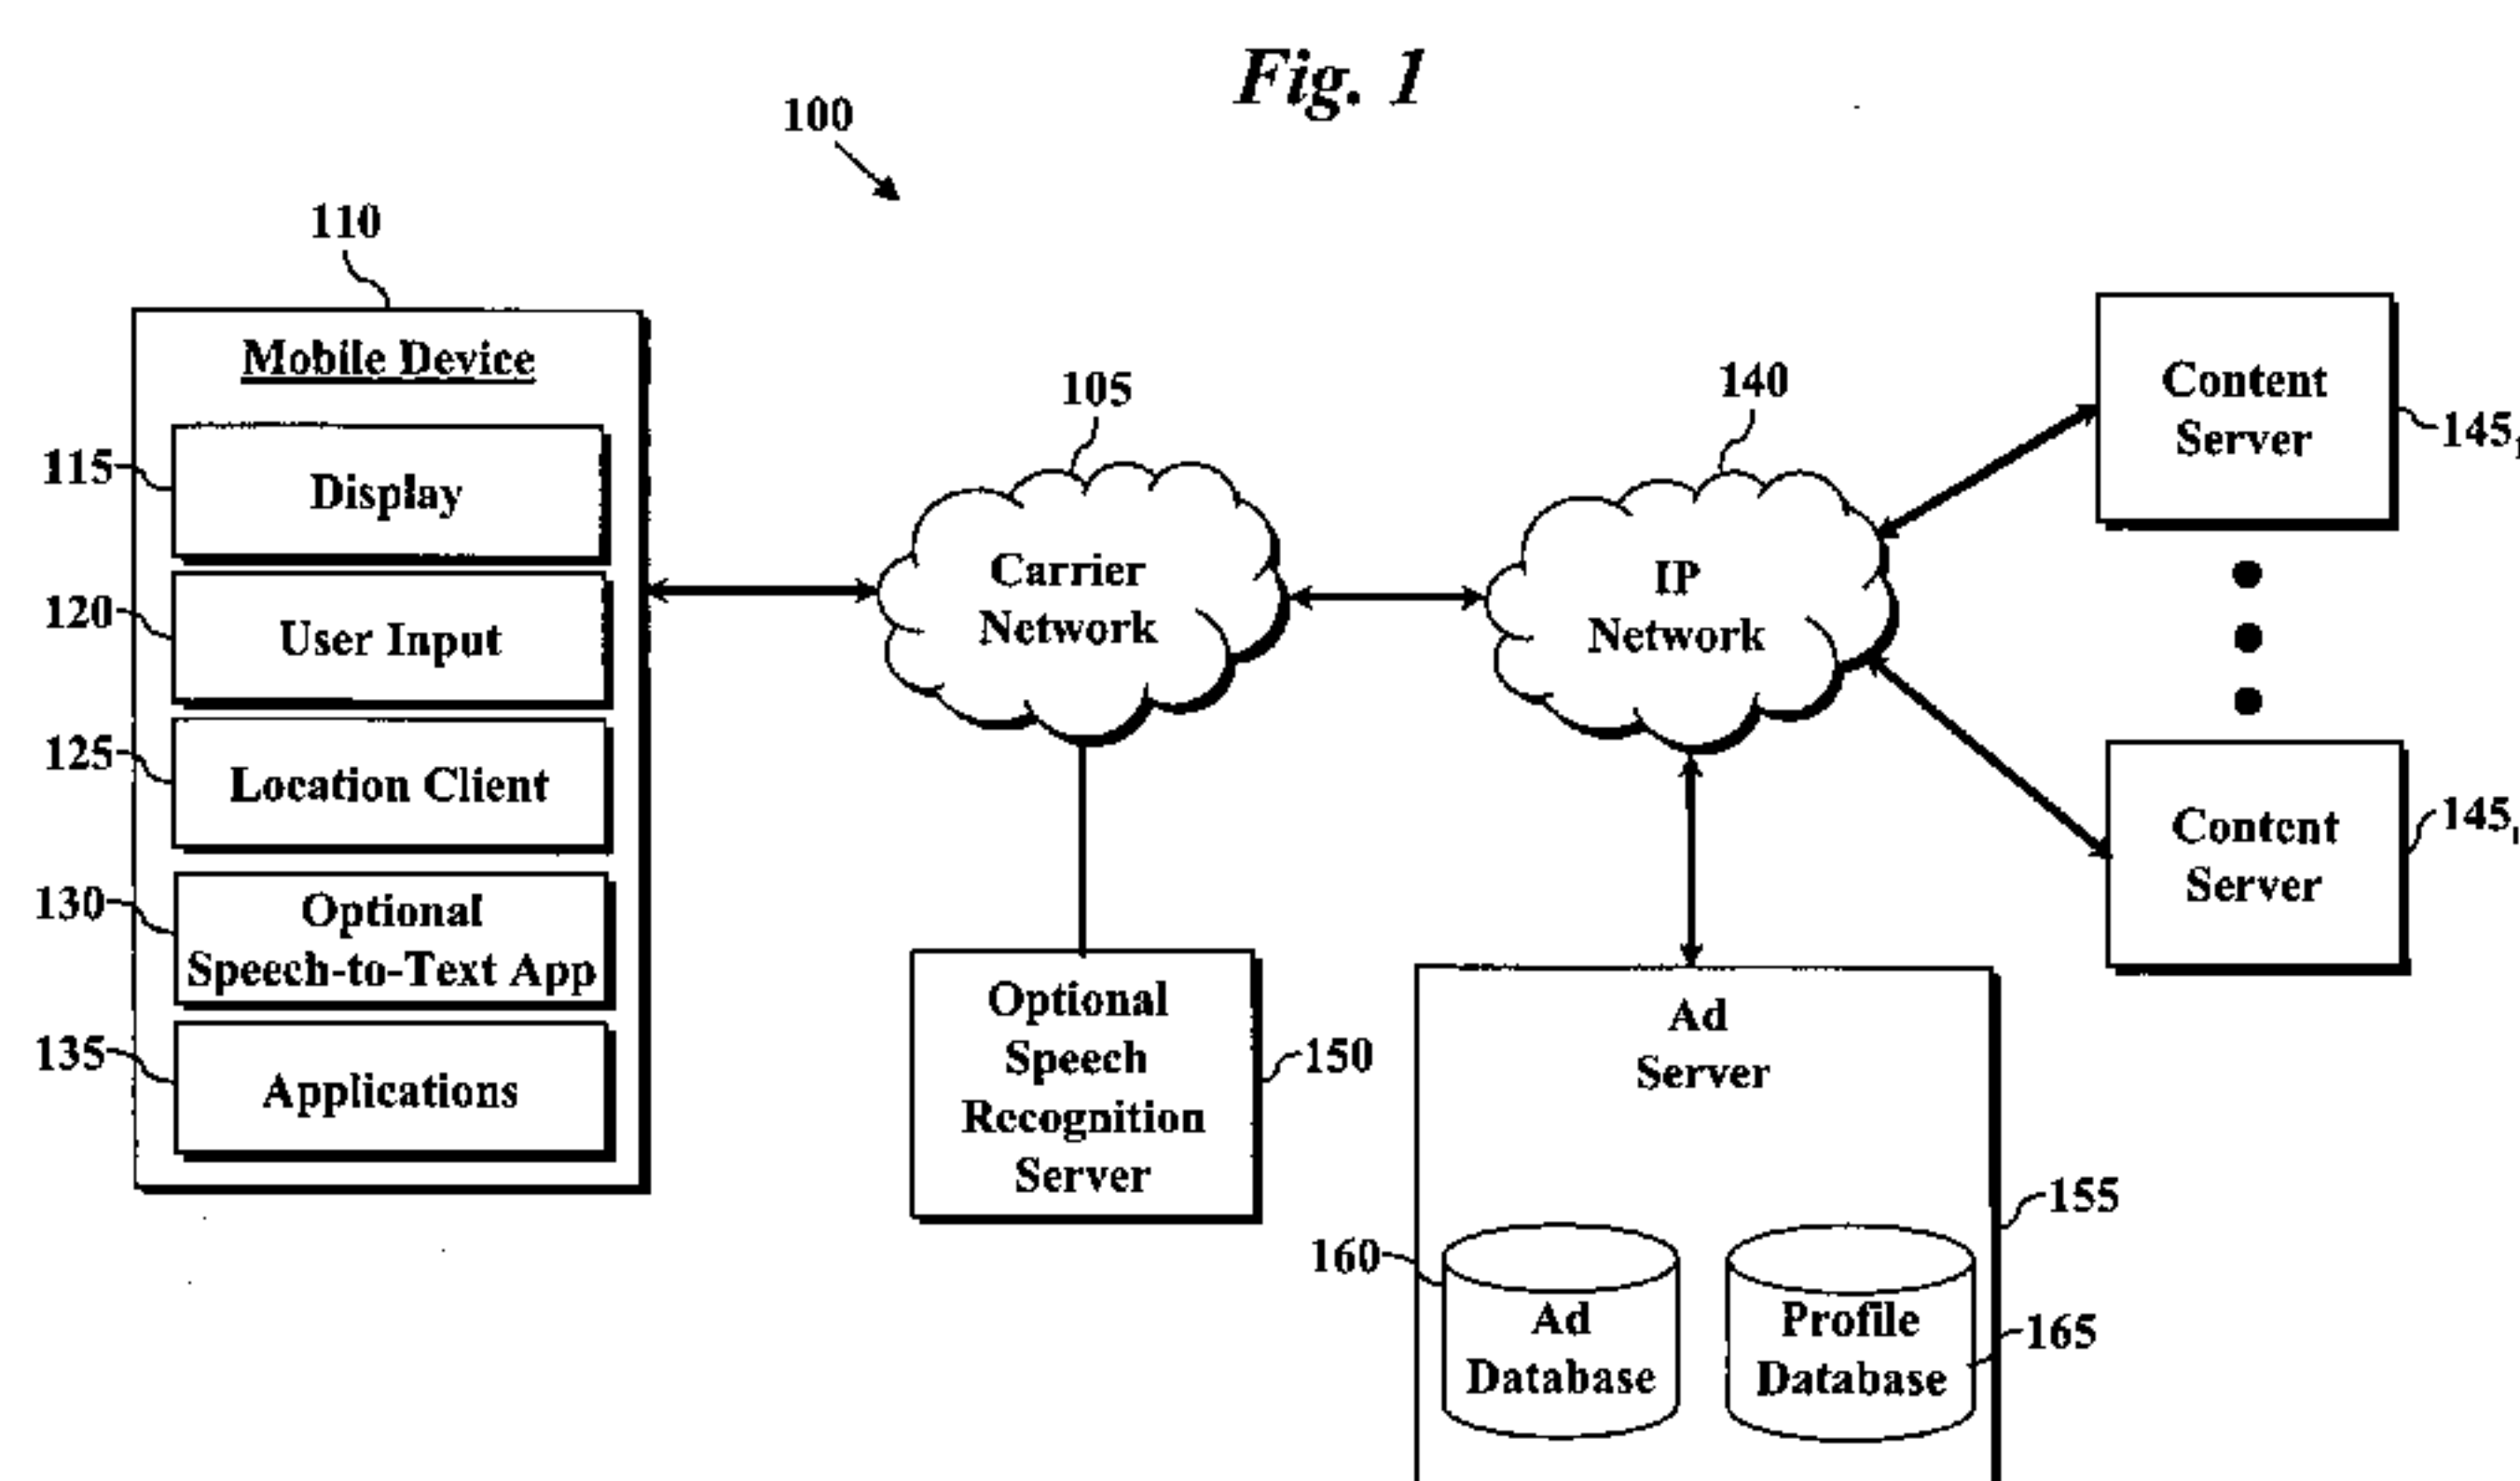 Fig. 1
100
110
Mobile Device
115
Display
120
User Input
125
Location Client
130
Optional
Speech-to-Text App
135
Applications
105
Carrier
Network
140
IP
Network
Content
Server
145
Content
Server
145
Optional
Speech
Recognition
Server
150
Ad
Server
155
160
Ad
Database
Profile
Database
165